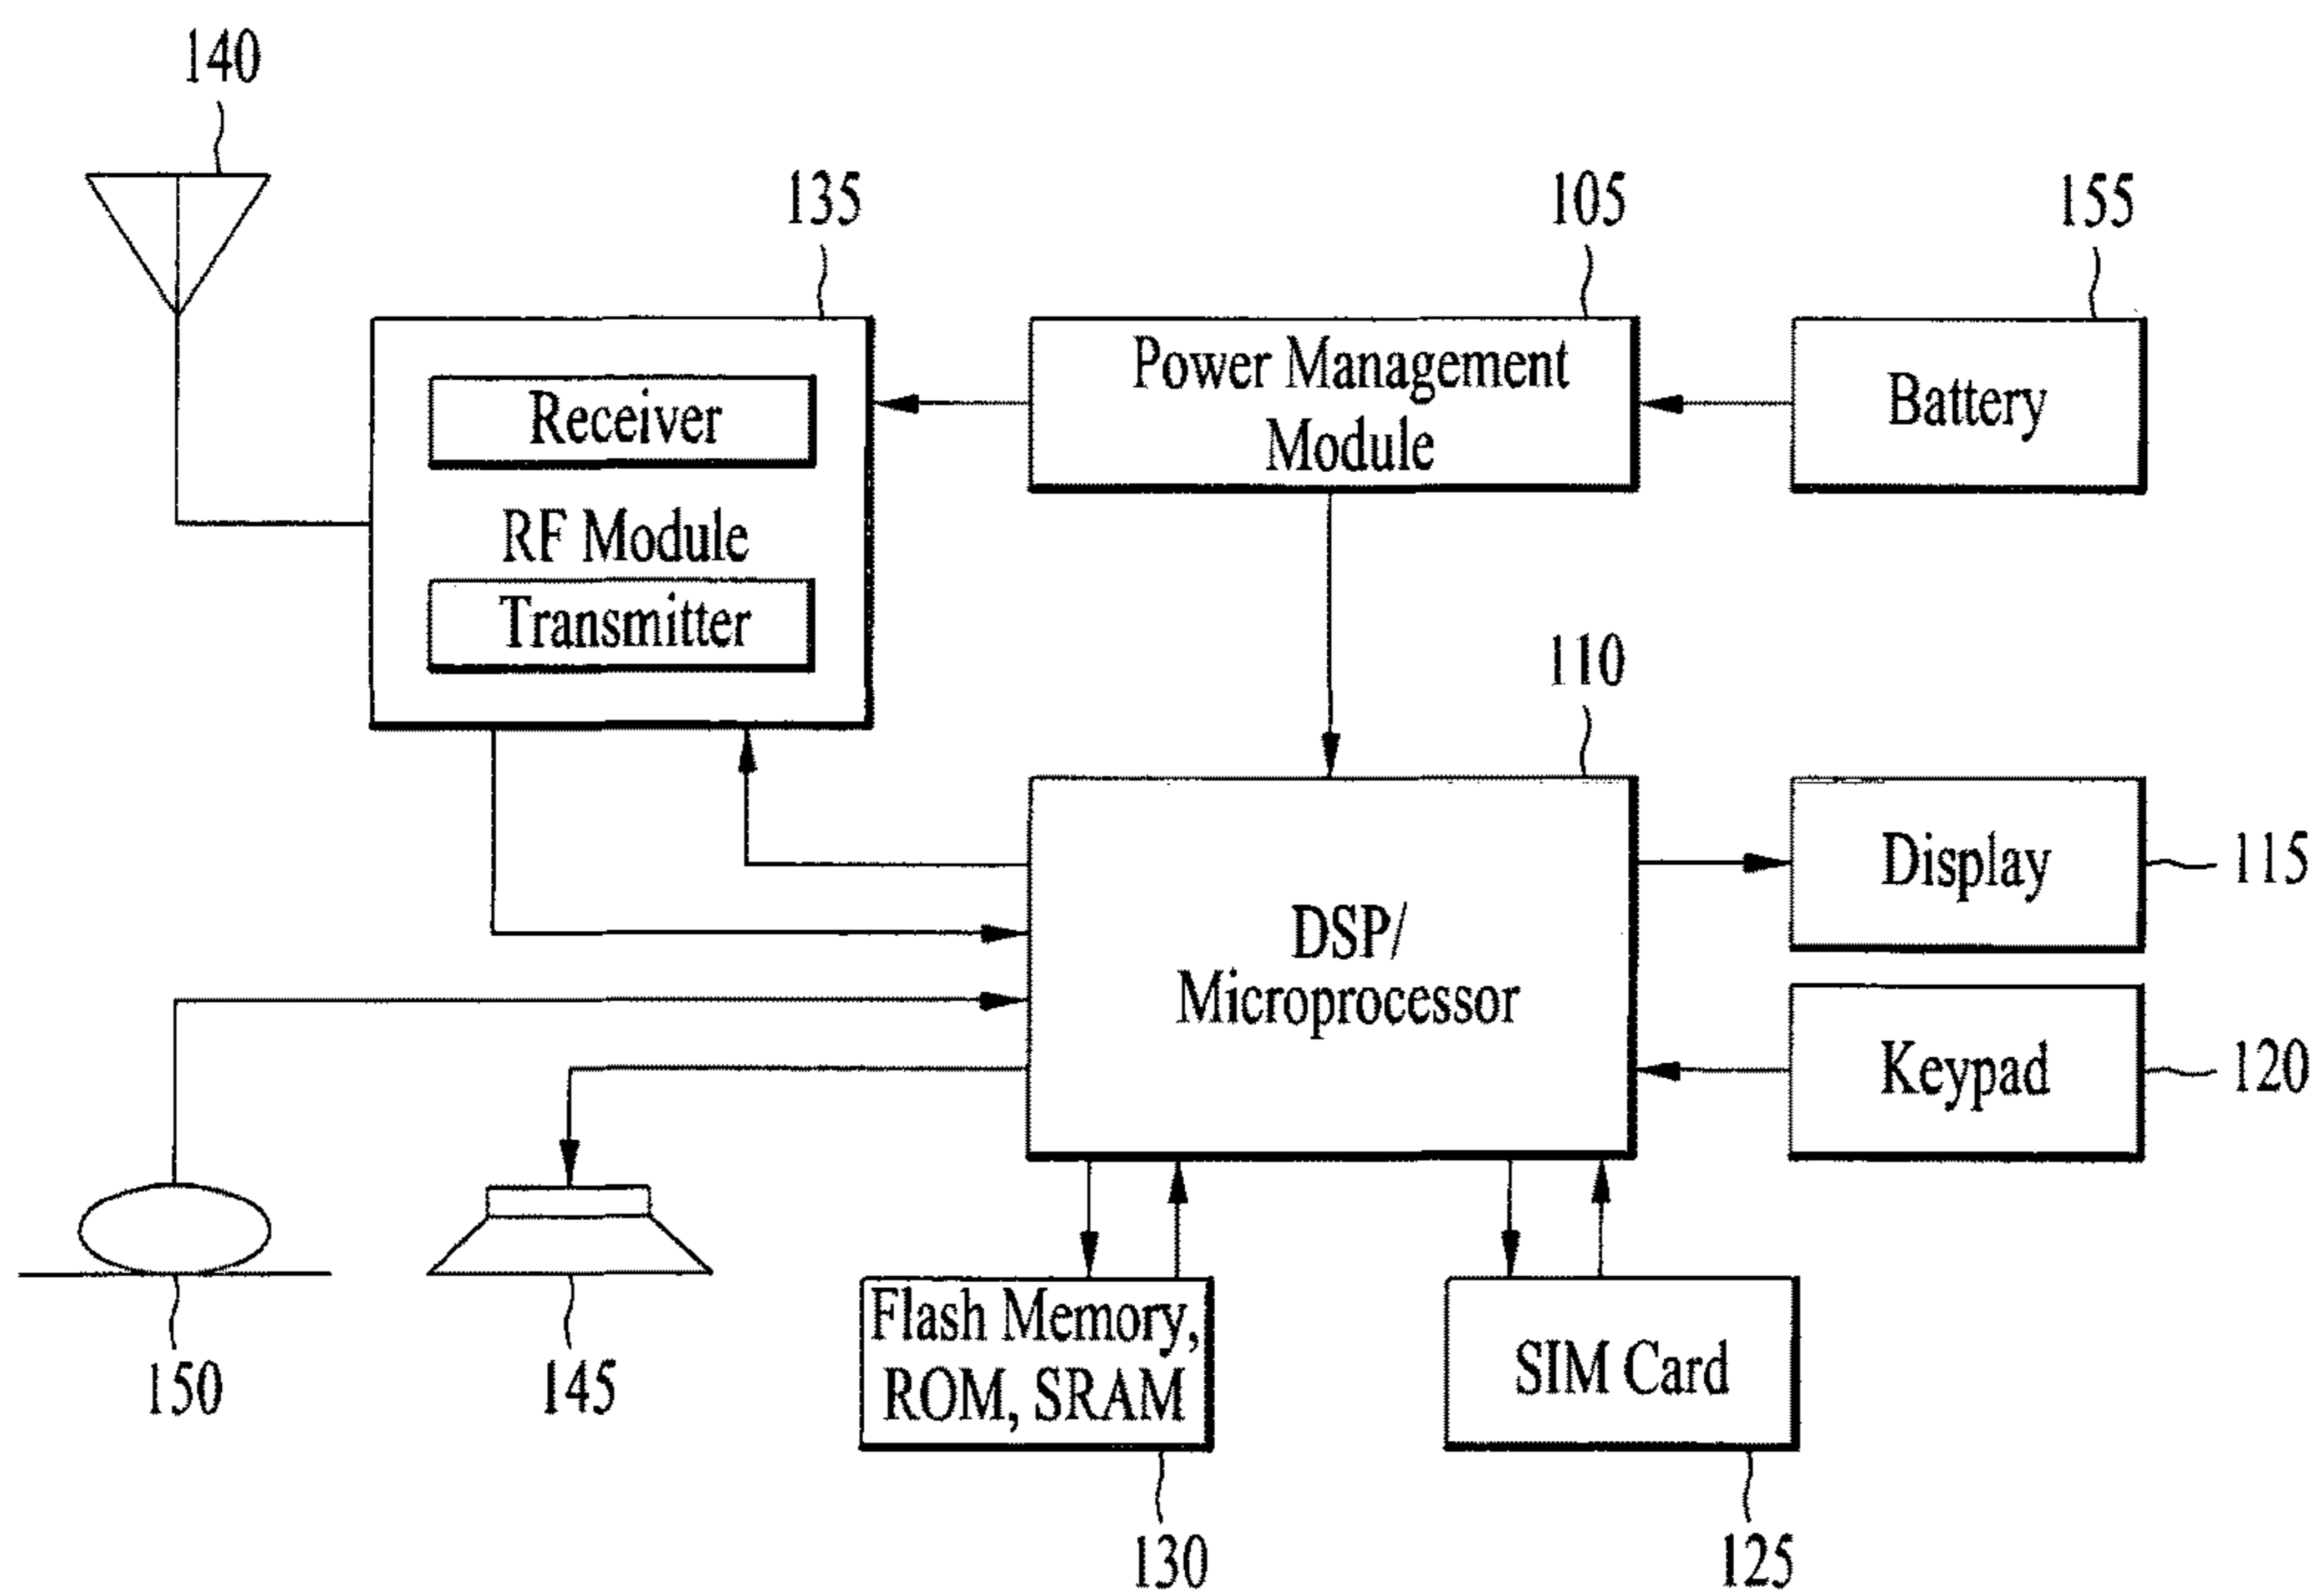 140
135
105
155
Receiver
RF Module
Transmitter
Power Management
Module
Battery
110
DSP/
Microprocessor
Display
115
Keypad
120
150
145
Flash Memory,
ROM, SRAM
130
SIM Card
125